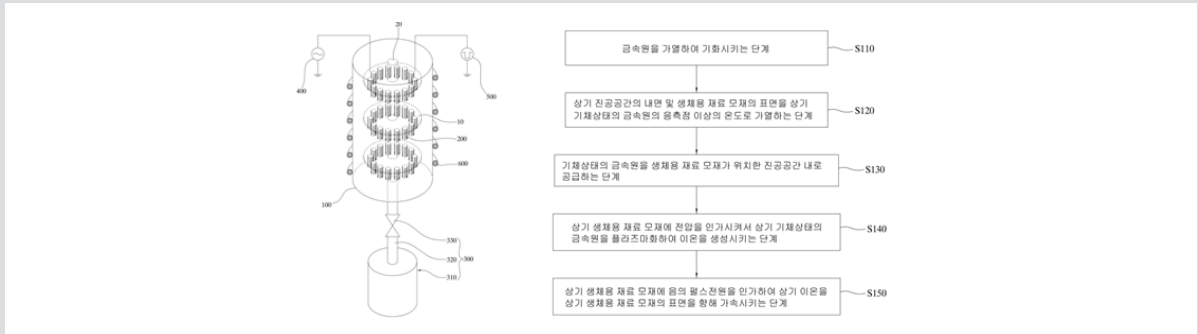 20
400
500
10
200
600
100
330
320
300
310
금속원을 가열하여 기화시키는 단계
S110
상기 진공공간의 내면 및 생체용 재료 모재의 표면을 상기
기체상태의 금속원의 응축점 이상의 온도로 가열하는 단계
S120
기체상태의 금속원을 생체용 재료 모재가 위치한 진공공간 내로
공급하는 단계
S130
상기 생체용 재료 모재에 전압을 인가시켜서 상기 기체상태의
금속원을 플라즈마화하여 이온을 생성시키는 단계
S140
상기 생체용 재료 모재에 음의 펄스전원을 인가하여 상기 이온을
상기 생체용 재료 모재의 표면을 향해 가속시키는 단계
S150